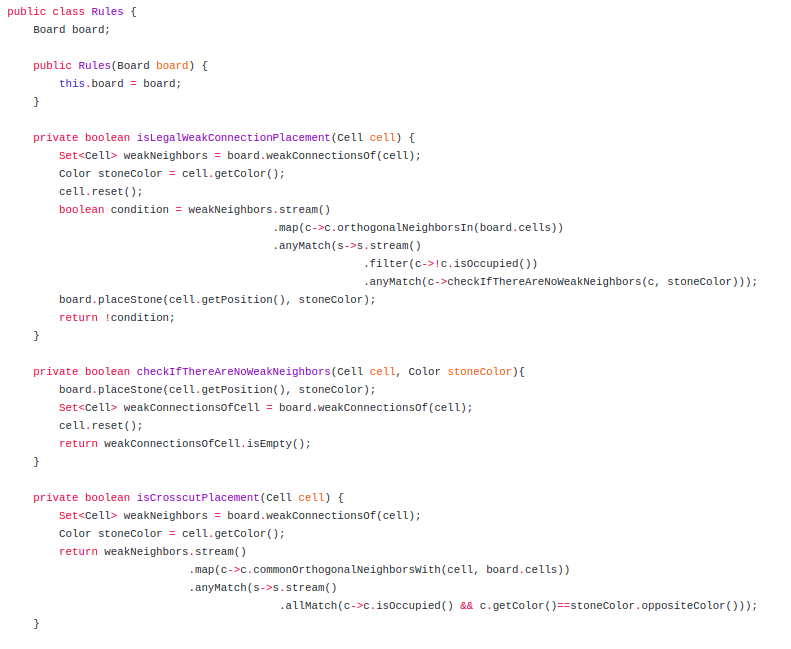 public class Rules {
    Board board;

    public Rules(Board board) {
        this.board = board;
    }

    private boolean isLegalWeakConnectionPlacement(Cell cell) {
        Set<Cell> weakNeighbors = board.weakConnectionsOf(cell);
        Color stoneColor = cell.getColor();
        cell.reset();
        boolean condition = weakNeighbors.stream()
                                         .map(c->c.orthogonalNeighborsIn(board.cells))
                                         .anyMatch(s->s.stream()
                                                       .filter(c->!c.isOccupied())
                                                       .anyMatch(c->checkIfThereAreNoWeakNeighbors(c, stoneColor)));
        board.placeStone(cell.getPosition(), stoneColor);
        return !condition;
    }

    private boolean checkIfThereAreNoWeakNeighbors(Cell cell, Color stoneColor){
        board.placeStone(cell.getPosition(), stoneColor);
        Set<Cell> weakConnectionsOfCell = board.weakConnectionsOf(cell);
        cell.reset();
        return weakConnectionsOfCell.isEmpty();
    }

    private boolean isCrosscutPlacement(Cell cell) {
        Set<Cell> weakNeighbors = board.weakConnectionsOf(cell);
        Color stoneColor = cell.getColor();
        return weakNeighbors.stream()
                            .map(c->c.commonOrthogonalNeighborsWith(cell, board.cells))
                            .anyMatch(s->s.stream()
                                          .allMatch(c->c.isOccupied() && c.getColor()==stoneColor.oppositeColor()));
    }